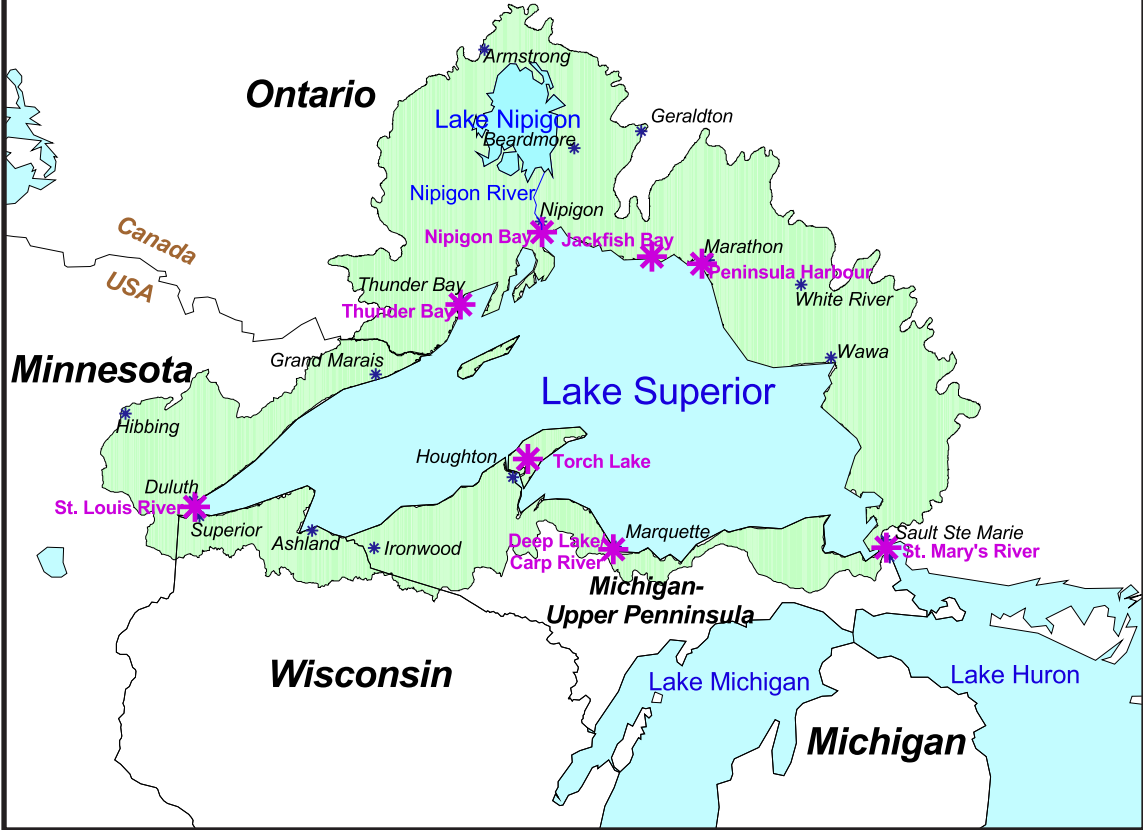 Armstrong
Ontario
Geraldton
Lake Nipigon
Beardmore
Nipigon River
Nipigon
Canada
Nipigon Bay
Jackfish Bay
Marathon
Peninsula Harbour
USA
Thunder Bay
White River
Thunder Bay
Wawa
Grand Marais
Minnesota
Lake Superior
Hibbing
Houghton
Torch Lake
Duluth
St. Louis River
Superior
Ashland
Ironwood
Marquette
Sault Ste Marie
Deep Lake
Carp River
St. Mary's River
Michigan-
Upper Penninsula
Wisconsin
Lake Michigan
Lake Huron
Michigan